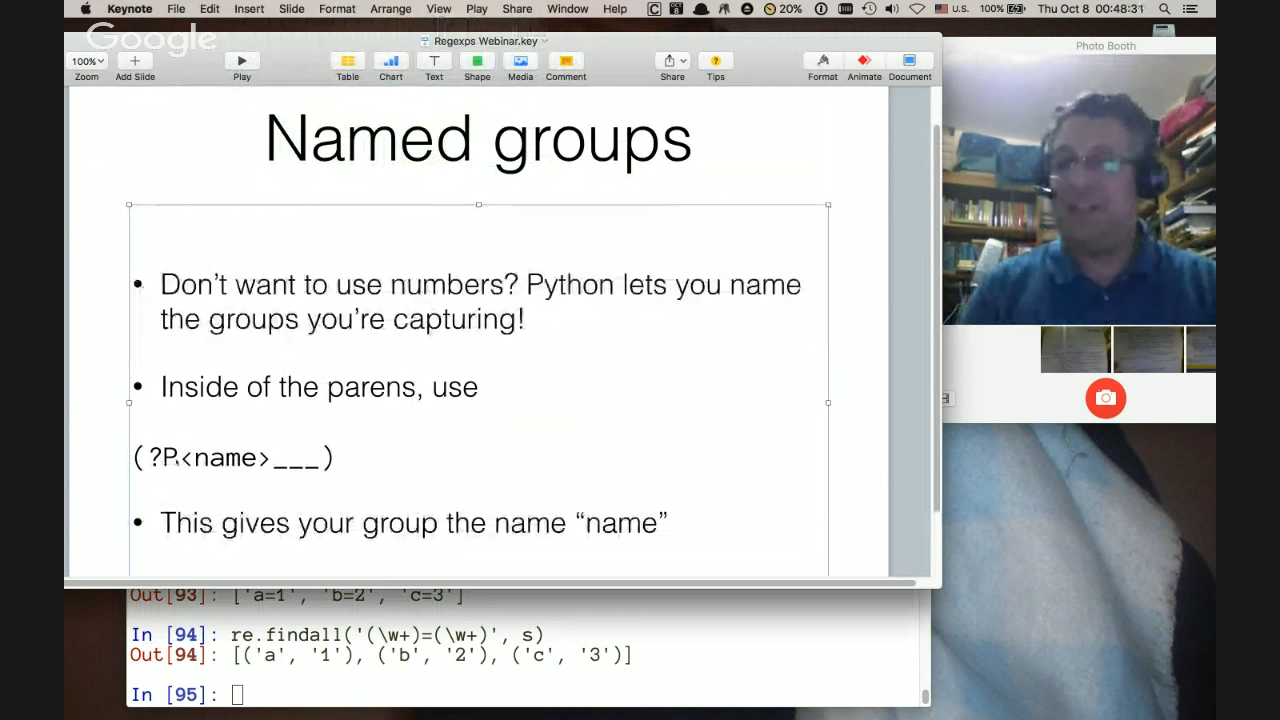 Keynote File Edit Insert Slide Format Arrange View Play Share Window Help 20% U.S. 100% Thu Oct 8 00:48:31
Google
Regexps Webinar.key
Photo Booth
100%
Zoom Add Slide Play Table Chart Text Shape Media Comment Share Tips Format Animate Document
Named groups
• Don’t want to use numbers? Python lets you name
the groups you’re capturing!
• Inside of the parens, use
(?P<name>___)
• This gives your group the name “name”
Out[93]: ['a=1', 'b=2', 'c=3']
In [94]: re.findall('(\w+)=(\w+)', s)
Out[94]: [('a', '1'), ('b', '2'), ('c', '3')]
In [95]: